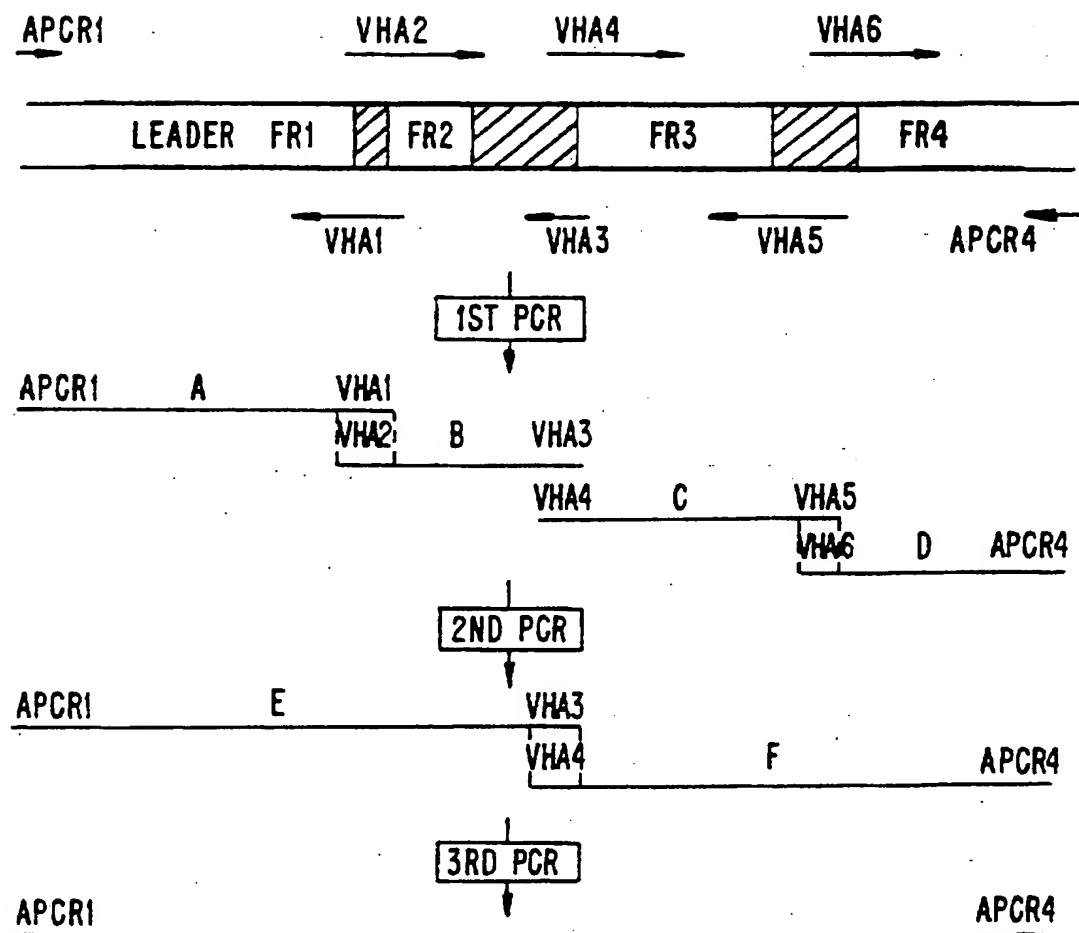 APCR1 VHA2 VHA4 VHA6
LEADER FR1 FR2 FR3 FR4
VHA1 VHA3 VHA5 APCR4
1ST PCR
APCR1 A VHA1
VHA2 B VHA3
VHA4 C VHA5
VHA6 D APCR4
2ND PCR
APCR1 E VHA3
VHA4 F APCR4
3RD PCR
APCR1 APCR4